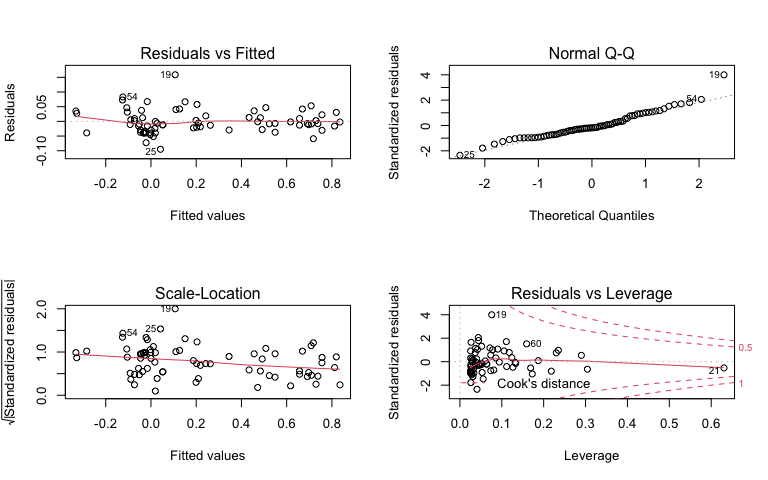 Residuals vs Fitted
Residuals
0.05
-0.10
19
54
25
-0.2 0.0 0.2 0.4 0.6 0.8
Fitted values
Normal Q-Q
Standardized residuals
4
2
0
-2
19
54
25
-2 -1 0 1 2
Theoretical Quantiles
Scale-Location
√|Standardized residuals|
2.0
1.0
0.0
19
25
54
-0.2 0.0 0.2 0.4 0.6 0.8
Fitted values
Residuals vs Leverage
Standardized residuals
4
2
0
-2
19
60
21
Cook's distance
0.5
1
0.0 0.1 0.2 0.3 0.4 0.5 0.6
Leverage